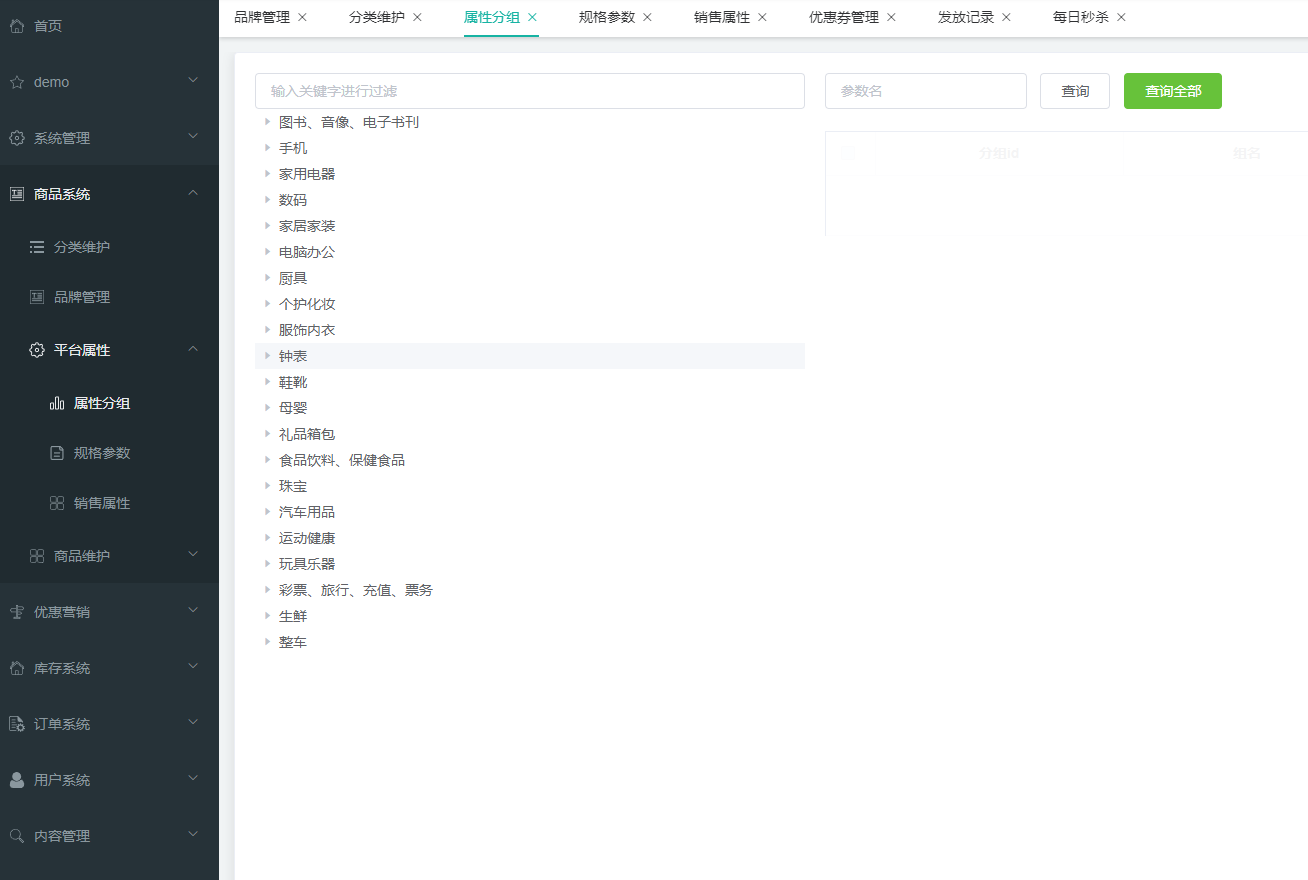 首页
demo
系统管理
商品系统
分类维护
品牌管理
平台属性
属性分组
规格参数
销售属性
商品维护
优惠营销
库存系统
订单系统
用户系统
内容管理
品牌管理 分类维护 属性分组 规格参数 销售属性 优惠券管理 发放记录 每日秒杀
输入关键字进行过滤
参数名 查询 查询全部
分组id 组名
图书、音像、电子书刊
手机
家用电器
数码
家居家装
电脑办公
厨具
个护化妆
服饰内衣
钟表
鞋靴
母婴
礼品箱包
食品饮料、保健食品
珠宝
汽车用品
运动健康
玩具乐器
彩票、旅行、充值、票务
生鲜
整车